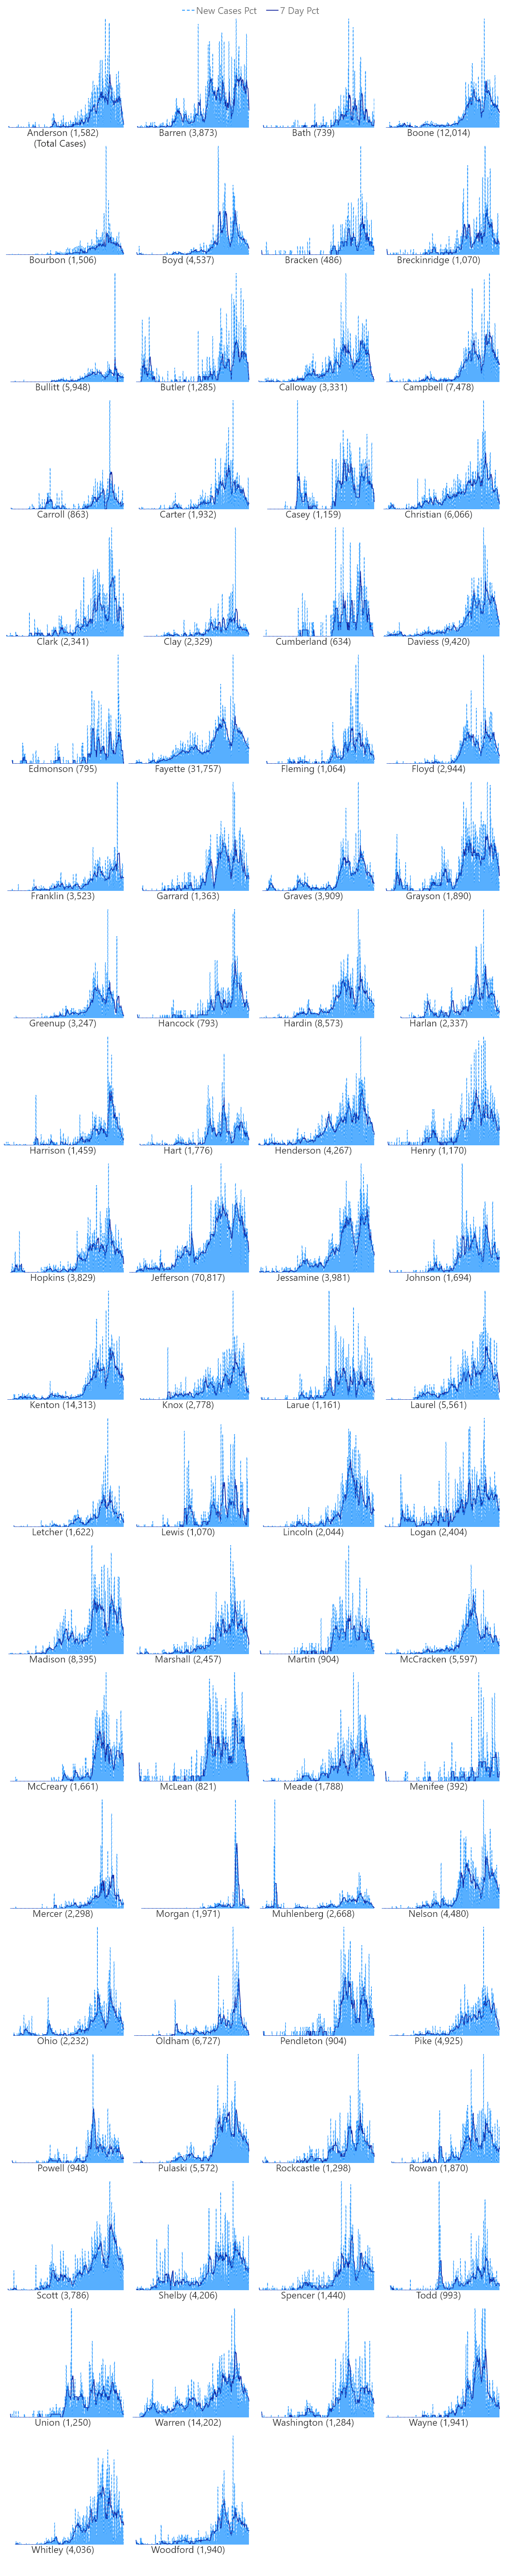 New Cases Pct 7 Day Pct
Anderson (1,582) Barren (3,873) Bath (739) Boone (12,014)
(Total Cases)
Bourbon (1,506) Boyd (4,537) Bracken (486) Breckinridge (1,070)
Bullitt (5,948) Butler (1,285) Calloway (3,331) Campbell (7,478)
Carroll (863) Carter (1,932) Casey (1,159) Christian (6,066)
Clark (2,341) Clay (2,329) Cumberland (634) Daviess (9,420)
Edmonson (795) Fayette (31,757) Fleming (1,064) Floyd (2,944)
Franklin (3,523) Garrard (1,363) Graves (3,909) Grayson (1,890)
Greenup (3,247) Hancock (793) Hardin (8,573) Harlan (2,337)
Harrison (1,459) Hart (1,776) Henderson (4,267) Henry (1,170)
Hopkins (3,829) Jefferson (70,817) Jessamine (3,981) Johnson (1,694)
Kenton (14,313) Knox (2,778) Larue (1,161) Laurel (5,561)
Letcher (1,622) Lewis (1,070) Lincoln (2,044) Logan (2,404)
Madison (8,395) Marshall (2,457) Martin (904) McCracken (5,597)
McCreary (1,661) McLean (821) Meade (1,788) Menifee (392)
Mercer (2,298) Morgan (1,971) Muhlenberg (2,668) Nelson (4,480)
Ohio (2,232) Oldham (6,727) Pendleton (904) Pike (4,925)
Powell (948) Pulaski (5,572) Rockcastle (1,298) Rowan (1,870)
Scott (3,786) Shelby (4,206) Spencer (1,440) Todd (993)
Union (1,250) Warren (14,202) Washington (1,284) Wayne (1,941)
Whitley (4,036) Woodford (1,940)